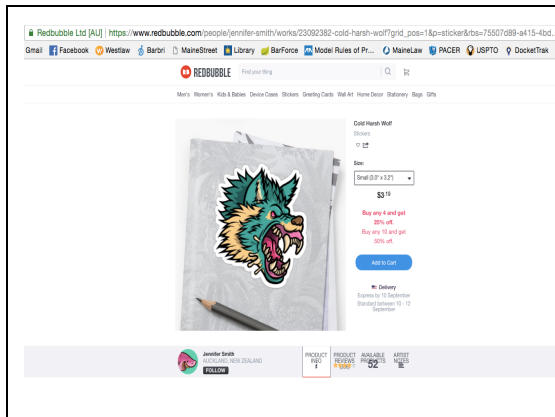 Redbubble Ltd [AU] | https://www.redbubble.com/people/jennifer-smith/works/23092382-cold-harsh-wolf?grid_pos=1&p=sticker&rbs=75507d89-a415-4bd...
Gmail Facebook Westlaw Barbri MaineStreet Library BarForce Model Rules of Pr... MaineLaw PACER USPTO DocketTrak
REDBUBBLE Find your thing
Men's Women's Kids & Babies Device Cases Stickers Greeting Cards Wall Art Home Decor Stationery Bags Gifts
Cold Harsh Wolf
Stickers
Size:
Small (3.0" x 3.2")
$3.19
Buy any 4 and get
25% off.
Buy any 10 and get
50% off.
Add to Cart
Delivery
Express by 10 September
Standard between 10 - 12
September
Jennifer Smith
AUCKLAND, NEW ZEALAND
FOLLOW
PRODUCT
INFO
PRODUCT
REVIEWS
AVAILABLE
PRODUCTS
52
ARTIST
NOTES